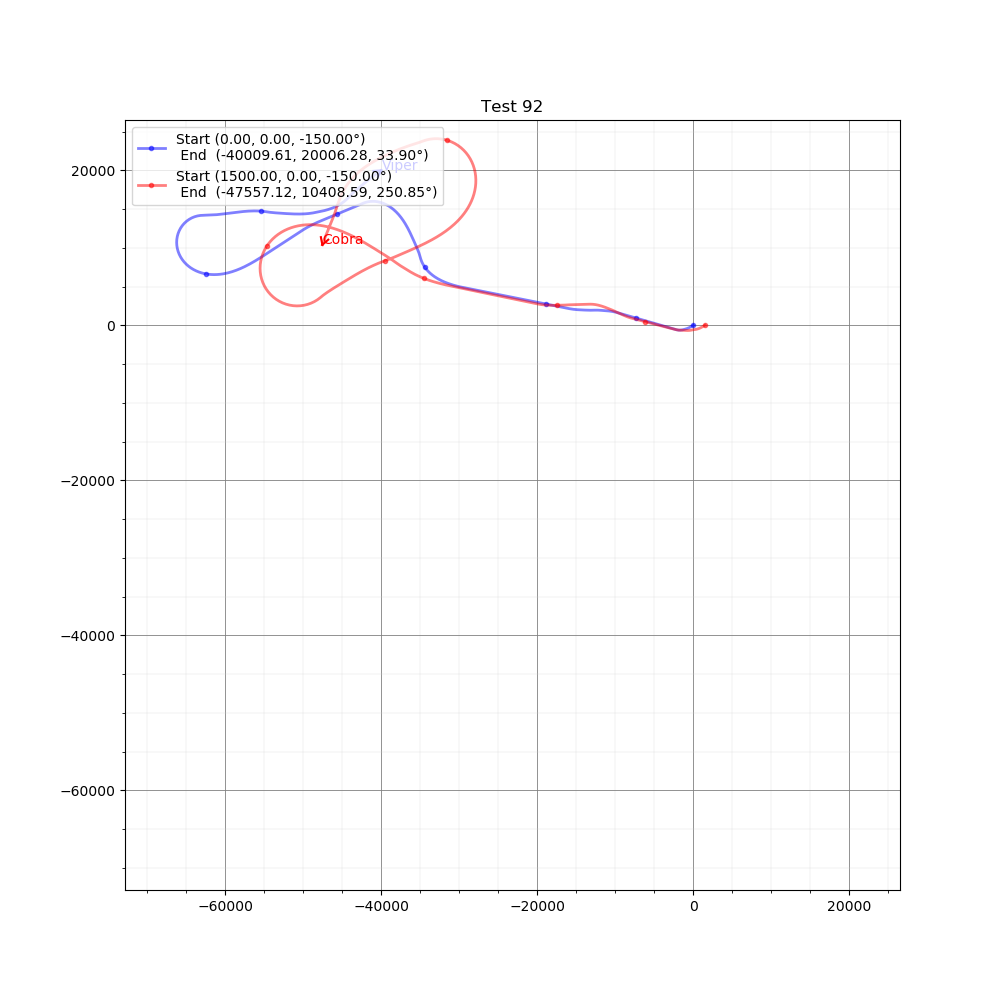 Test 92
Start (0.00, 0.00, -150.00°)
End (-40009.61, 20006.28, 33.90°)
Start (1500.00, 0.00, -150.00°)
End (-47557.12, 10408.59, 250.85°)
Viper
Cobra
20000
0
−20000
−40000
−60000
−60000
−40000
−20000
0
20000